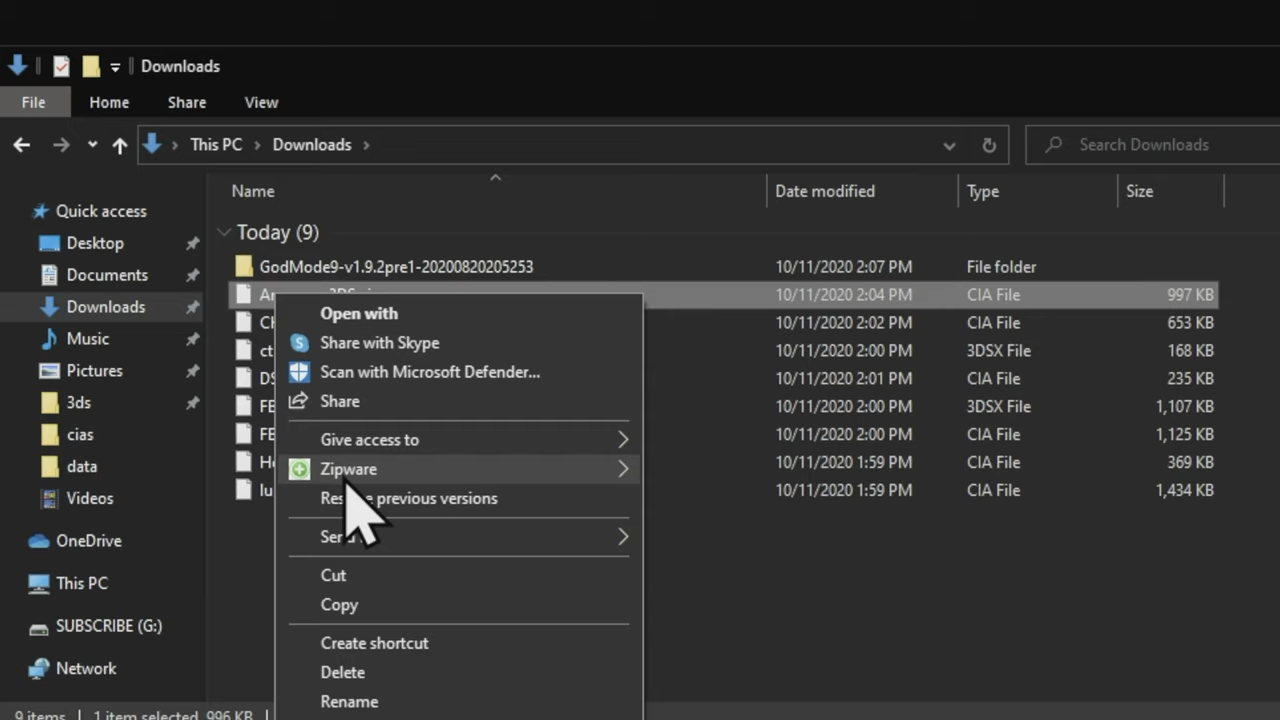 Downloads
File Home Share View
This PC Downloads Search Downloads
Name Date modified Type Size
Quick access
Today (9)
Desktop GodMode9-v1.9.2pre1-20200820205253 10/11/2020 2:07 PM File folder
Documents 10/11/2020 2:04 PM CIA File 997 KB
Downloads Open with
Ch 10/11/2020 2:02 PM CIA File 653 KB
Music Share with Skype
ct 10/11/2020 2:00 PM 3DSX File 168 KB
Pictures Scan with Microsoft Defender...
DS 10/11/2020 2:01 PM CIA File 235 KB
3ds Share
FB 10/11/2020 2:00 PM 3DSX File 1,107 KB
cias Give access to
FB 10/11/2020 2:00 PM CIA File 1,125 KB
data Zipware
Ho 10/11/2020 1:59 PM CIA File 369 KB
Videos previous versions
lu 10/11/2020 1:59 PM CIA File 1,434 KB
OneDrive
This PC Cut
Copy
SUBSCRIBE (G:)
Create shortcut
Network Delete
Rename
9 items 1 item selected 996 KB